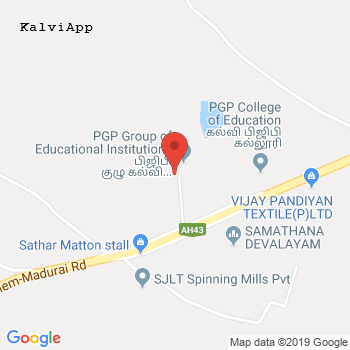 KalviApp
PGP College
of Education
கல்வி பிஜிபி
கல்லூரி
PGP Group of
Educational Institution
பிஜிபி
குழு கல்வி...
VIJAY PANDIYAN
TEXTILE(P)LTD
AH43
SAMATHANA
DEVALAYAM
Sathar Matton stall
em-Madurai Rd
SJLT Spinning Mills Pvt
Google
Map data ©2019 Google